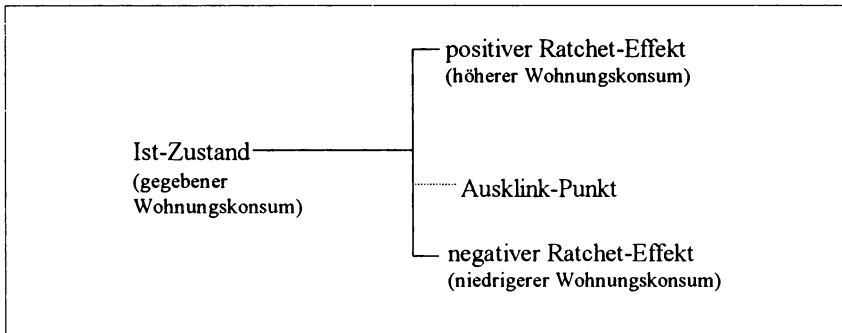 positiver Ratchet-Effekt
(höherer Wohnungskonsum)
Ist-Zustand
(gegebener
Wohnungskonsum)
Ausklink-Punkt
negativer Ratchet-Effekt
(niedrigerer Wohnungskonsum)